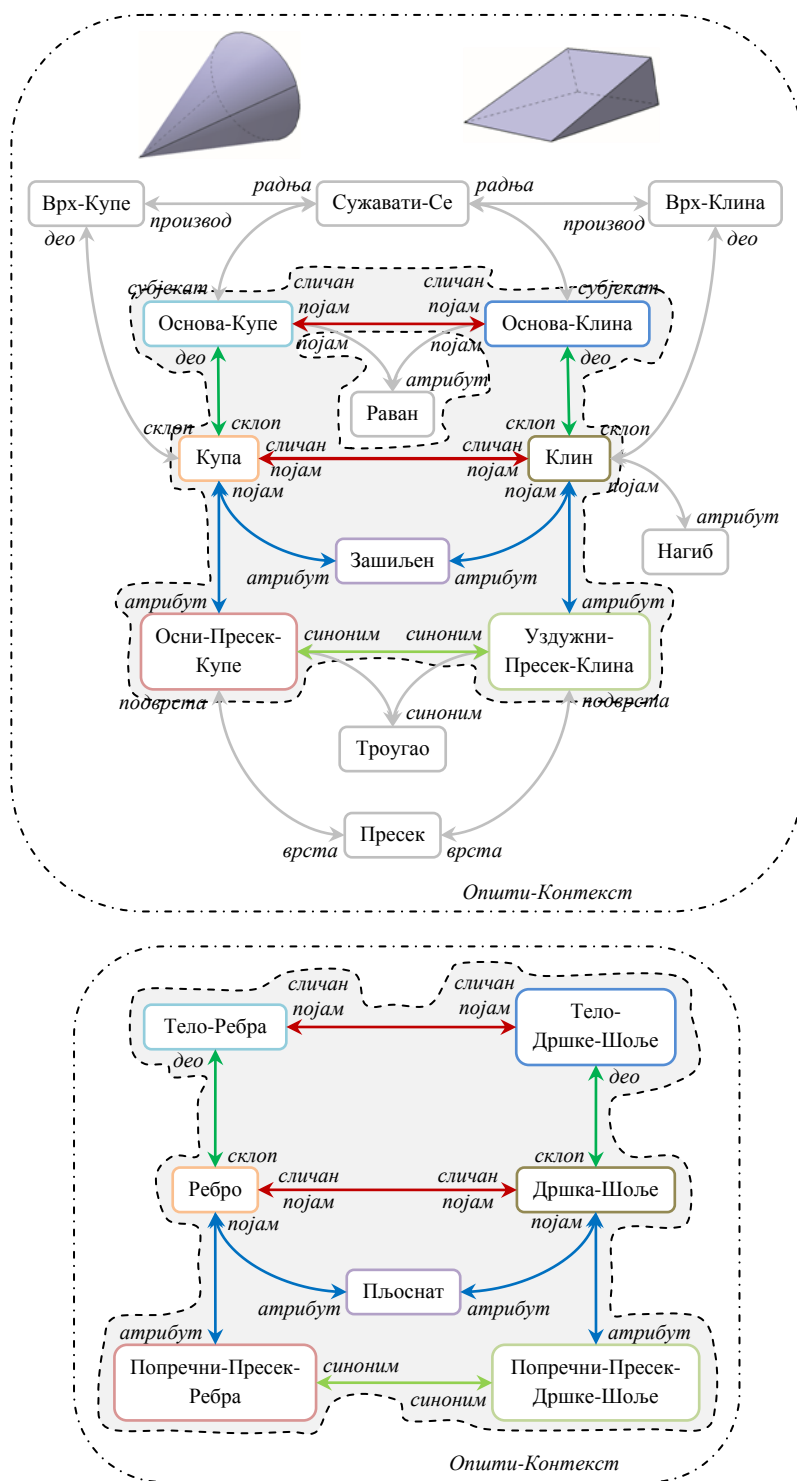 радња
радња
Врх-Купе
Сужавати-Се
Врх-Клина
део
производ
производ
део
субјекат
сличан
појам
сличан
појам
субјекат
Основа-Купе
Основа-Клина
део
појам
појам
део
атрибут
Раван
склоп
склоп
склоп
склоп
Купа
сличан
појам
сличан
појам
Клин
појам
појам
појам
атрибут
Нагиб
Зашиљен
атрибут
атрибут
атрибут
атрибут
Осни-Пресек-
Купе
синоним
синоним
Уздужни-
Пресек-Клина
подврста
синоним
подврста
Троугао
Пресек
врста
врста
Општи-Контекст
сличан
појам
сличан
појам
Тело-Ребра
Тело-
Дршке-Шоље
део
део
склоп
склоп
Ребро
сличан
појам
сличан
појам
Дршка-Шоље
појам
појам
Пљоснат
атрибут
атрибут
атрибут
атрибут
Попречни-Пресек-
Ребра
синоним
синоним
Попречни-Пресек-
Дршке-Шоље
Општи-Контекст